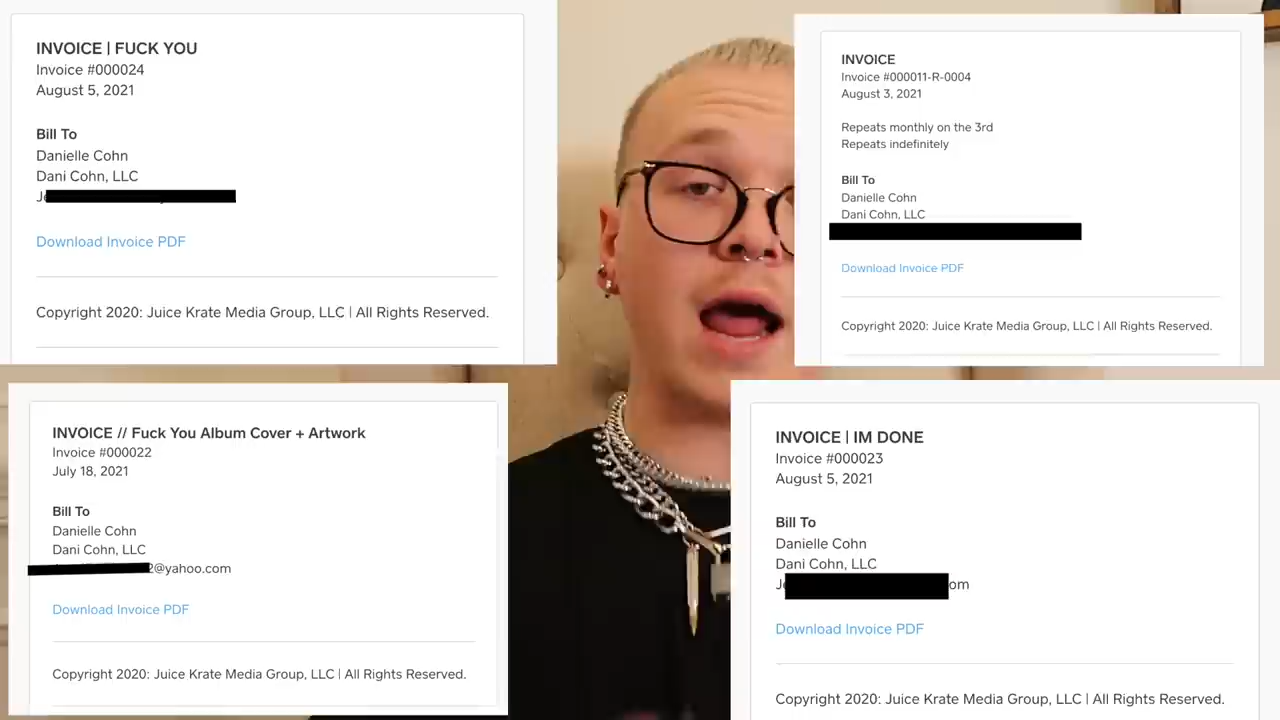 INVOICE | FUCK YOU
Invoice #000024
August 5, 2021
Bill To
Danielle Cohn
Dani Cohn, LLC
Download Invoice PDF
Copyright 2020: Juice Krate Media Group, LLC | All Rights Reserved.
INVOICE
Invoice #000011-R-0004
August 3, 2021
Repeats monthly on the 3rd
Repeats indefinitely
Bill To
Danielle Cohn
Dani Cohn, LLC
Download Invoice PDF
Copyright 2020: Juice Krate Media Group, LLC | All Rights Reserved.
INVOICE // Fuck You Album Cover + Artwork
Invoice #000022
July 18, 2021
Bill To
Danielle Cohn
Dani Cohn, LLC
2@yahoo.com
Download Invoice PDF
Copyright 2020: Juice Krate Media Group, LLC | All Rights Reserved.
INVOICE | IM DONE
Invoice #000023
August 5, 2021
Bill To
Danielle Cohn
Dani Cohn, LLC
J om
Download Invoice PDF
Copyright 2020: Juice Krate Media Group, LLC | All Rights Reserved.